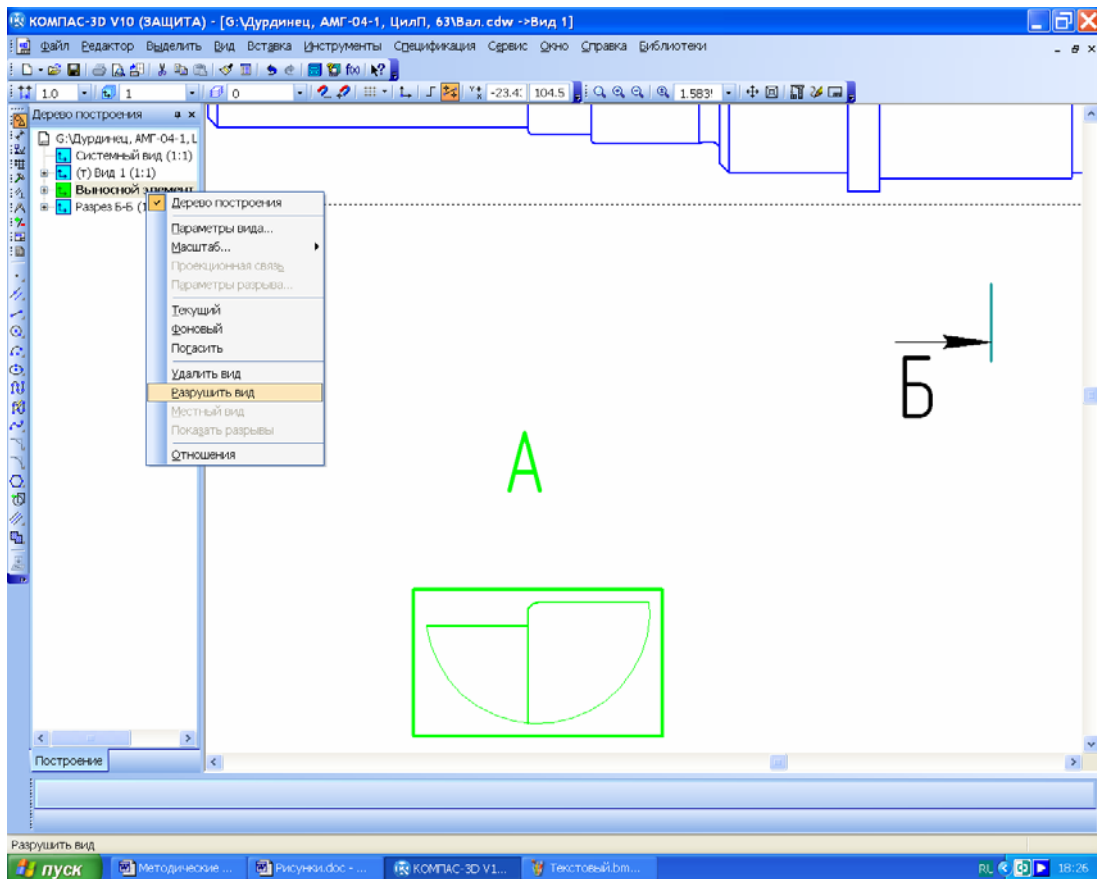 КОМПАС-3D V10 (ЗАЩИТА) - [G:\Дурдинец, АМГ-04-1, ЦилП, 63\Вал.cdw ->Вид 1]
Файл Редактор Выделить Вид Вставка Инструменты Спецификация Сервис Окно Справка Библиотеки
1.0 1 0 104.5
Дерево построения
G:\Дурдинец, АМГ-04-1, L
Системный вид (1:1)
(т) Вид 1 (1:1)
Выносной элемент
Разрез Б-Б (1
Дерево построения
Параметры вида...
Масштаб...
Проекционная связь
Параметры разрыва...
Текущий
Фоновый
Погасить
Удалить вид
Разрушить вид
Местный вид
Показать разрывы
Отношения
Б
А
Построение
Разрушить вид
пуск Методические ... Рисунки.doc - ... КОМПАС-3D V1... Текстовый.bm... RL 18:26